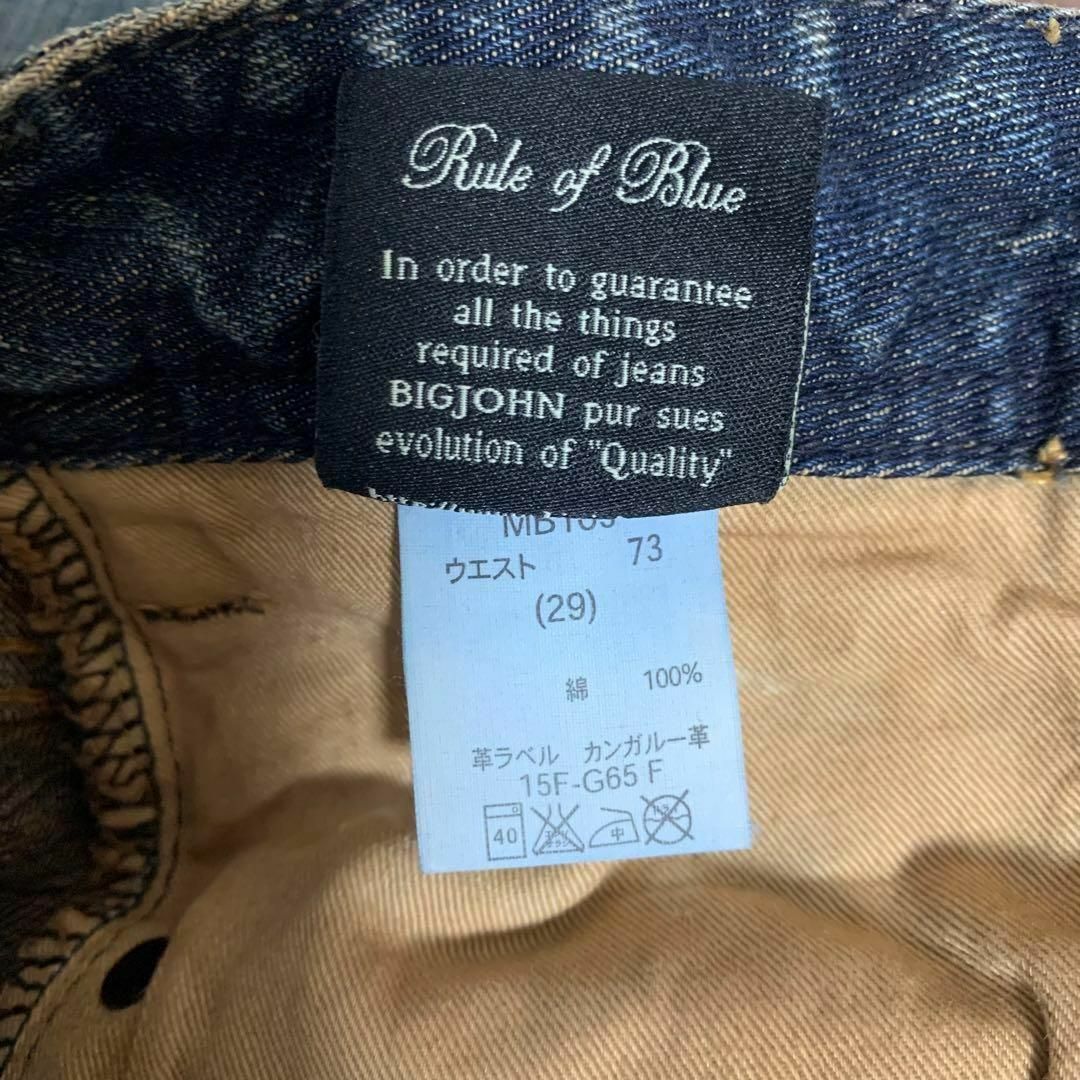 Rule of Blue
In order to guarantee
all the things
required of jeans
BIGJOHN pur sues
evolution of "Quality"
ウエスト 73
(29)
綿 100%
革ラベル カンガルー革
15F-G65 F
40 中